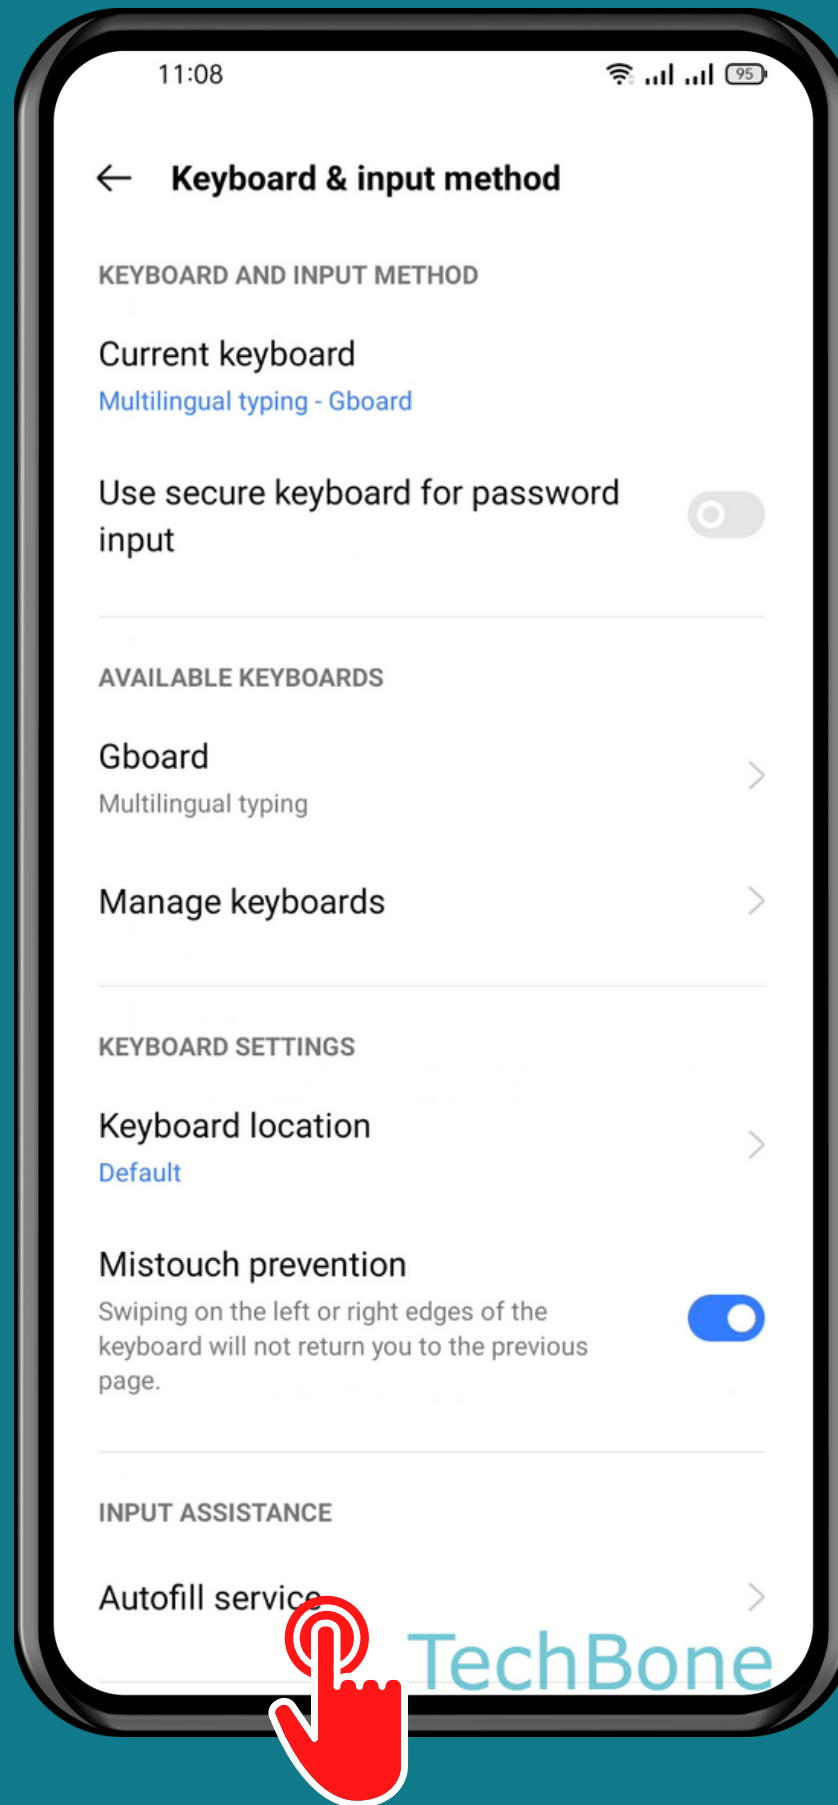 11:08
95
Keyboard & input method
KEYBOARD AND INPUT METHOD
Current keyboard
Multilingual typing - Gboard
Use secure keyboard for password
input
AVAILABLE KEYBOARDS
Gboard
Multilingual typing
Manage keyboards
KEYBOARD SETTINGS
Keyboard location
Default
Mistouch prevention
Swiping on the left or right edges of the
keyboard will not return you to the previous
page.
INPUT ASSISTANCE
Autofill service
TechBone